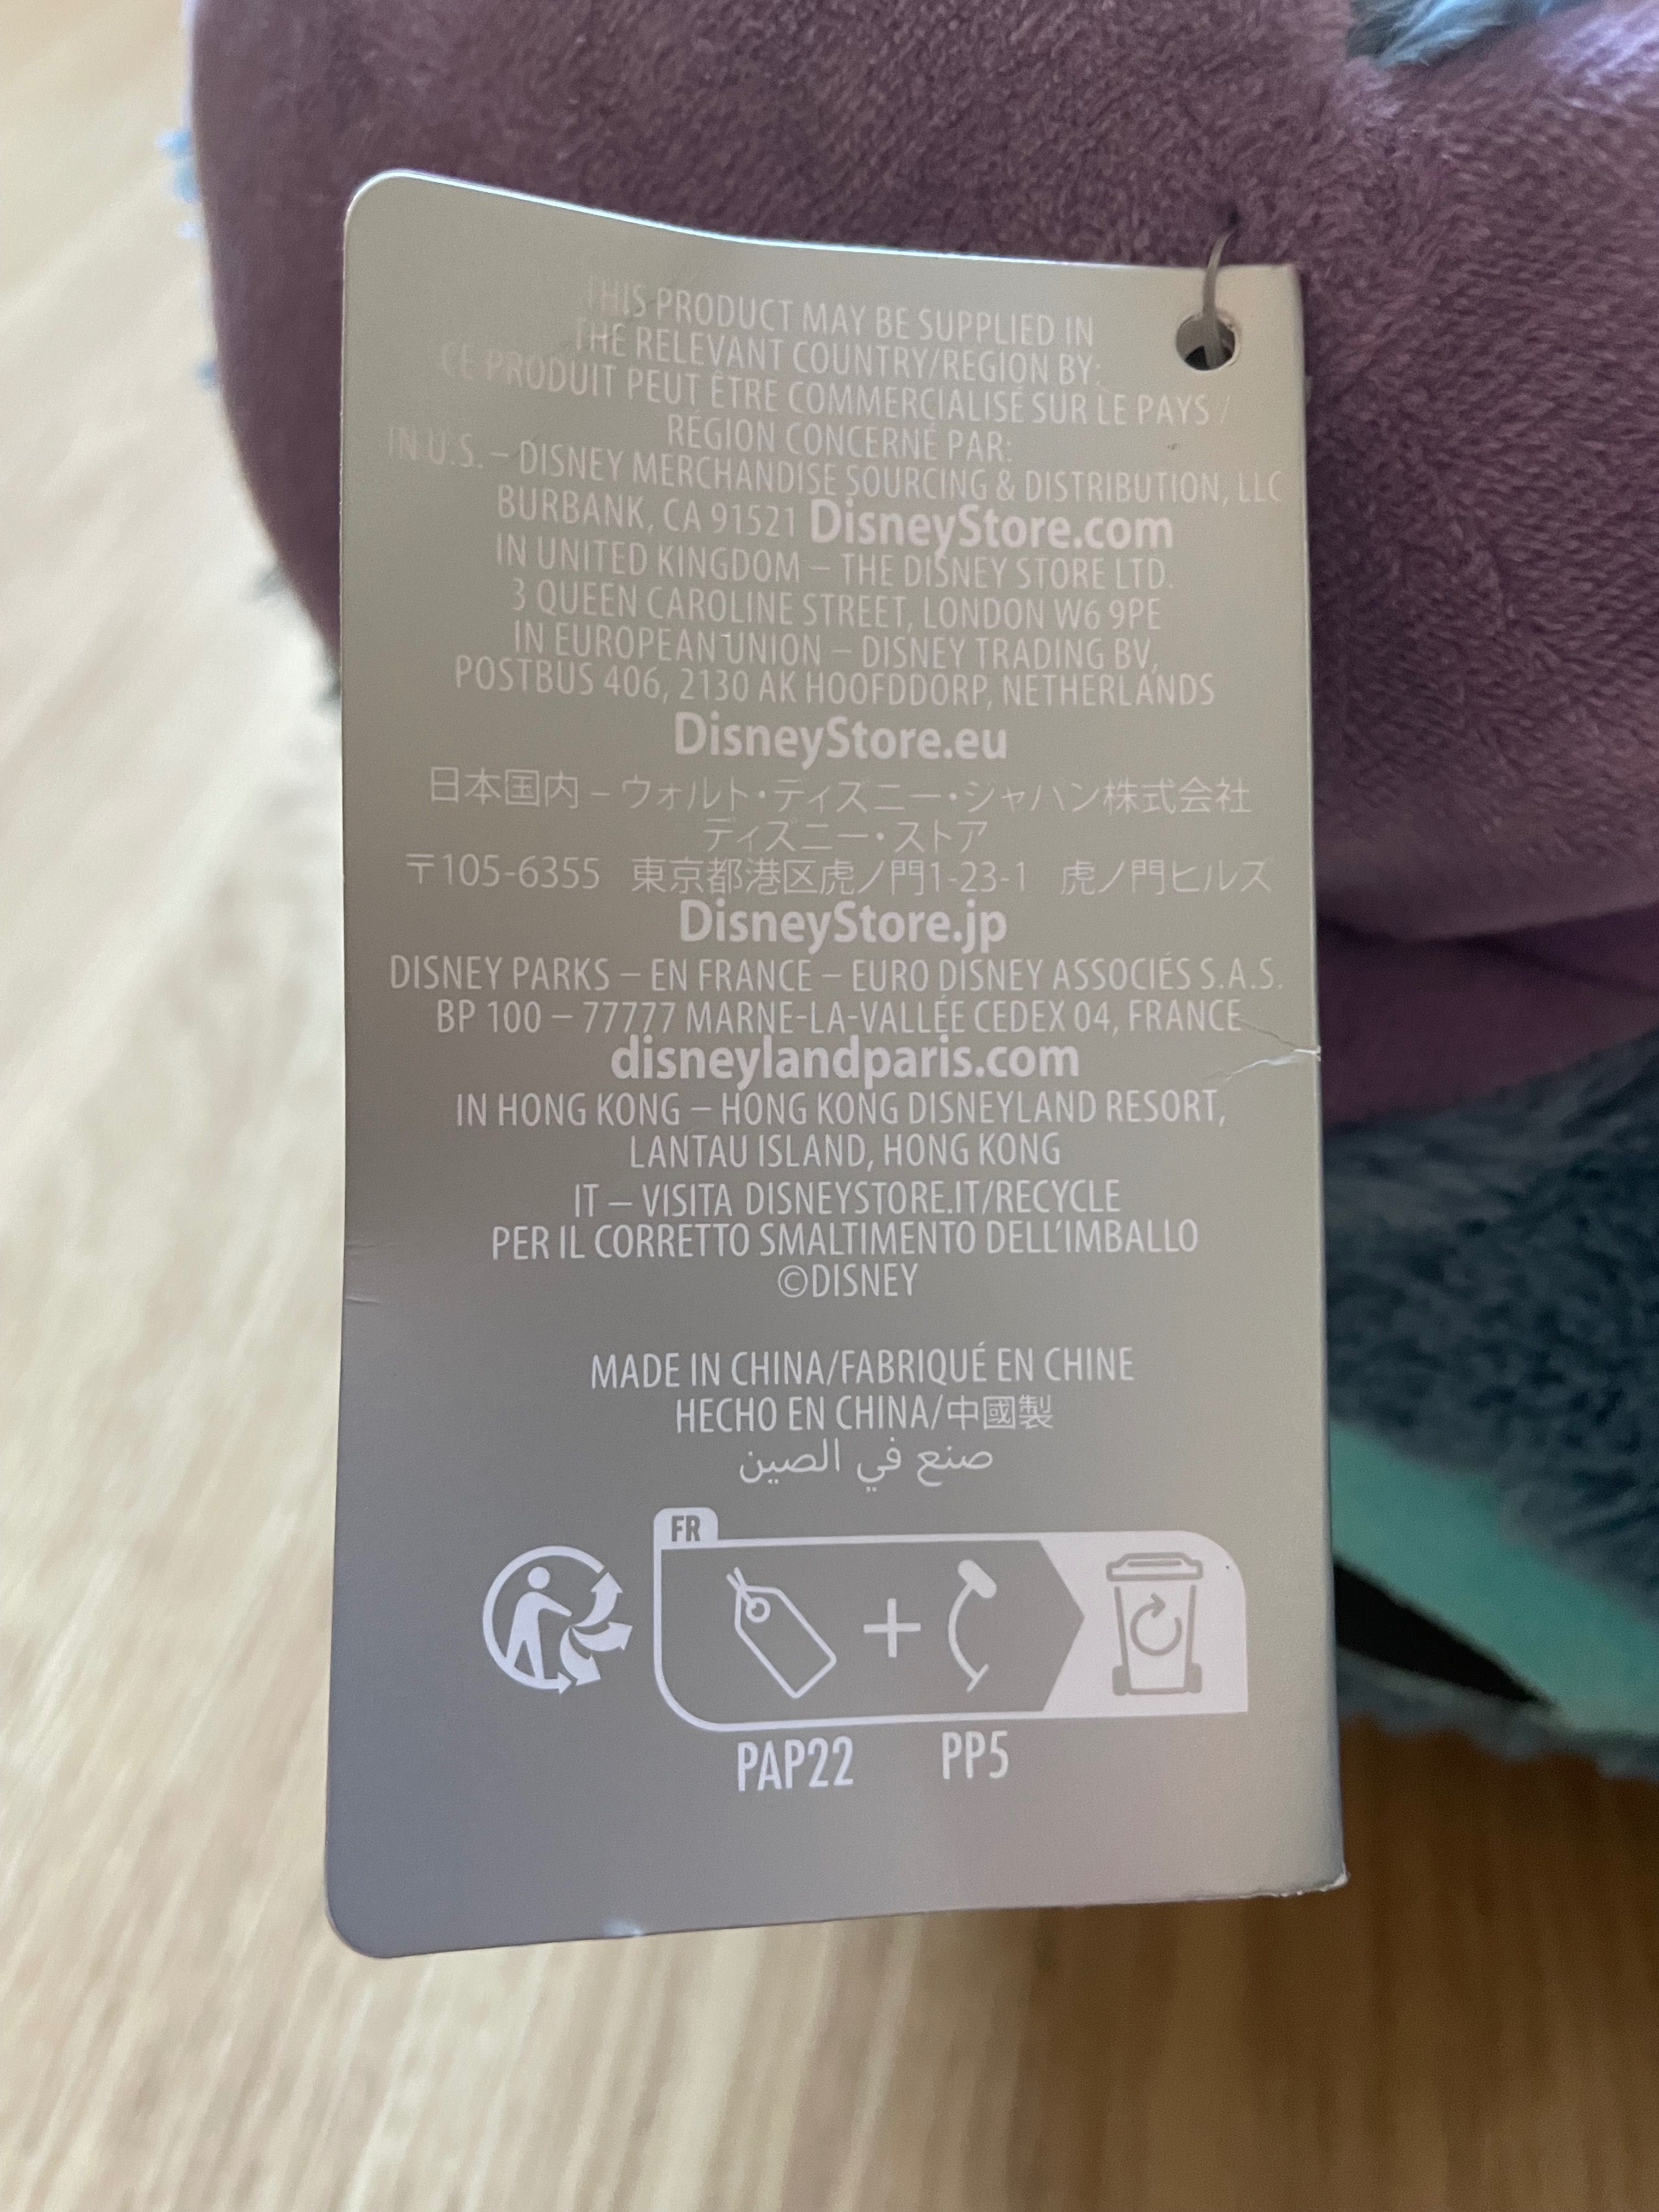 THIS PRODUCT MAY BE SUPPLIED IN
THE RELEVANT COUNTRY/REGION BY:
CE PRODUIT PEUT ÊTRE COMMERCIALISÉ SUR LE PAYS /
RÉGION CONCERNÉ PAR:
IN U.S. – DISNEY MERCHANDISE SOURCING & DISTRIBUTION, LLC
BURBANK, CA 91521 DisneyStore.com
IN UNITED KINGDOM – THE DISNEY STORE LTD.
3 QUEEN CAROLINE STREET, LONDON W6 9PE
IN EUROPEAN UNION – DISNEY TRADING BV,
POSTBUS 406, 2130 AK HOOFDDORP, NETHERLANDS
DisneyStore.eu
日本国内 – ウォルト・ディズニー・ジャパン株式会社
ディズニー・ストア
〒105-6355 東京都港区虎ノ門1-23-1 虎ノ門ヒルズ
DisneyStore.jp
DISNEY PARKS – EN FRANCE – EURO DISNEY ASSOCIÉS S.A.S.
BP 100 – 77777 MARNE-LA-VALLÉE CEDEX 04, FRANCE
disneylandparis.com
IN HONG KONG – HONG KONG DISNEYLAND RESORT,
LANTAU ISLAND, HONG KONG
IT – VISITA DISNEYSTORE.IT/RECYCLE
PER IL CORRETTO SMALTIMENTO DELL'IMBALLO
©DISNEY
MADE IN CHINA/FABRIQUÉ EN CHINE
HECHO EN CHINA/中國製
صنع في الصين
FR
+
PAP22 PP5